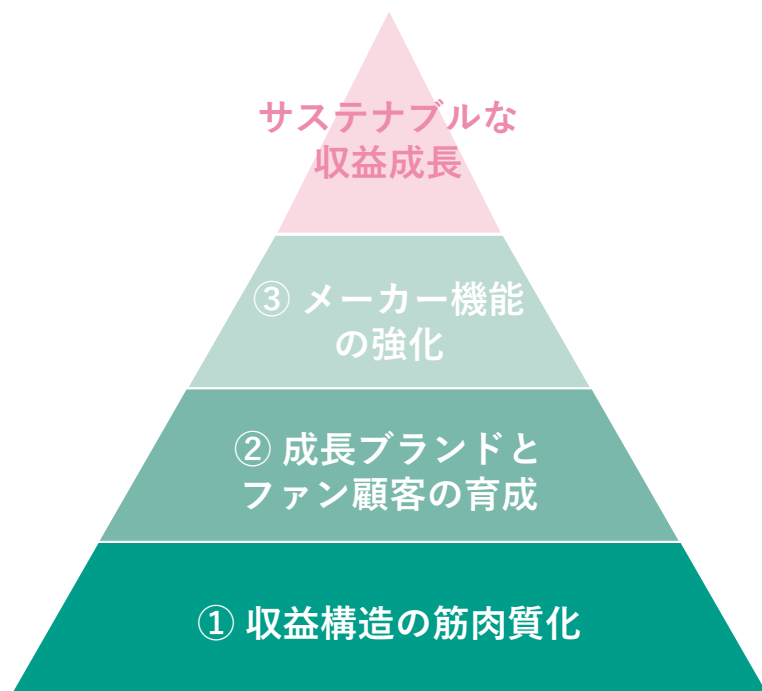 サステナブルな
収益成長
③ メーカー機能
の強化
② 成長ブランドと
ファン顧客の育成
① 収益構造の筋肉質化